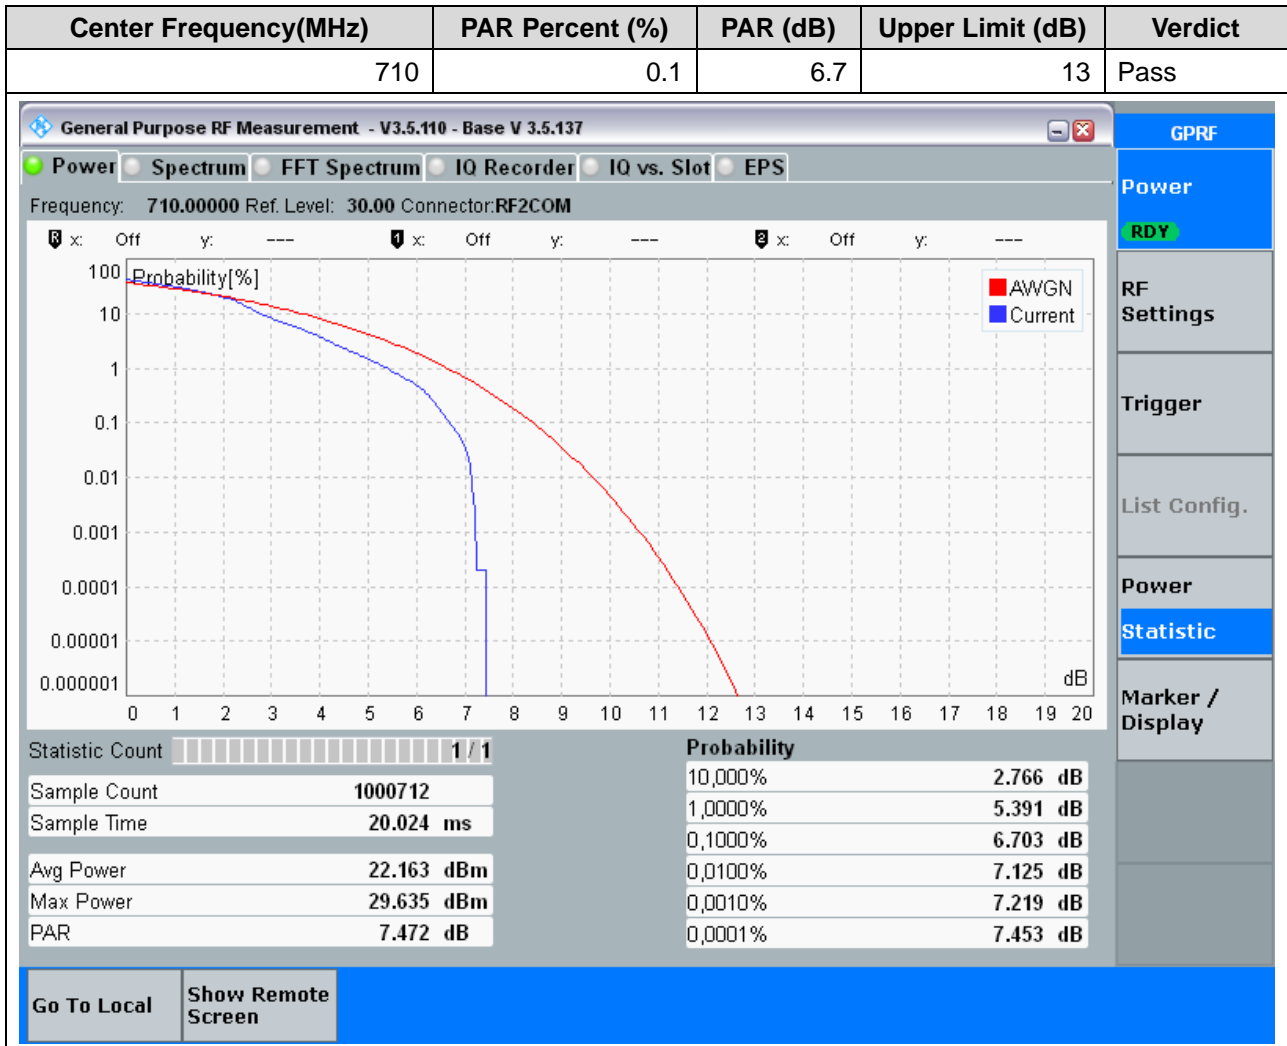 Center Frequency(MHz) PAR Percent (%) PAR (dB) Upper Limit (dB) Verdict
710 0.1 6.7 13 Pass
General Purpose RF Measurement - V3.5.110 - Base V 3.5.137
GPRF
Power Spectrum FFT Spectrum IQ Recorder IQ vs. Slot EPS
Power
RDY
Frequency: 710.00000 Ref. Level: 30.00 Connector:RF2COM
R x: Off y: --- 1 x: Off y: --- 2 x: Off y: ---
Probability[%]
AWGN
Current
100
10
1
0.1
0.01
0.001
0.0001
0.00001
0.000001
dB
0 1 2 3 4 5 6 7 8 9 10 11 12 13 14 15 16 17 18 19 20
RF
Settings
Trigger
List Config.
Power
Statistic
Marker /
Display
Statistic Count 1 / 1
Sample Count 1000712
Sample Time 20.024 ms
Avg Power 22.163 dBm
Max Power 29.635 dBm
PAR 7.472 dB
Probability
10,000% 2.766 dB
1,0000% 5.391 dB
0,1000% 6.703 dB
0,0100% 7.125 dB
0,0010% 7.219 dB
0,0001% 7.453 dB
Go To Local
Show Remote
Screen